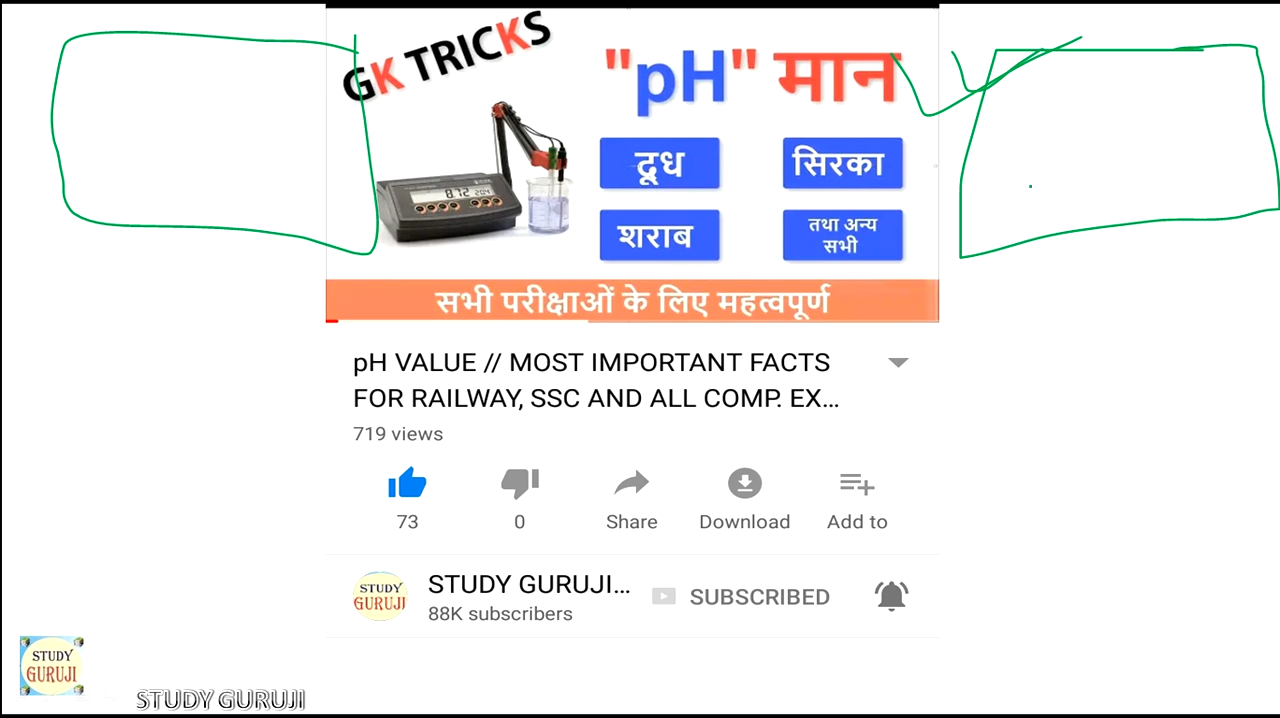 GK TRICKS
"pH" मान
दूध
सिरका
शराब
तथा अन्य
सभी
सभी परीक्षाओं के लिए महत्वपूर्ण
pH VALUE // MOST IMPORTANT FACTS
FOR RAILWAY, SSC AND ALL COMP. EX...
719 views
73
0
Share
Download
Add to
STUDY GURUJI...
SUBSCRIBED
88K subscribers
STUDY
GURUJI
STUDY
GURUJI
STUDY GURUJI